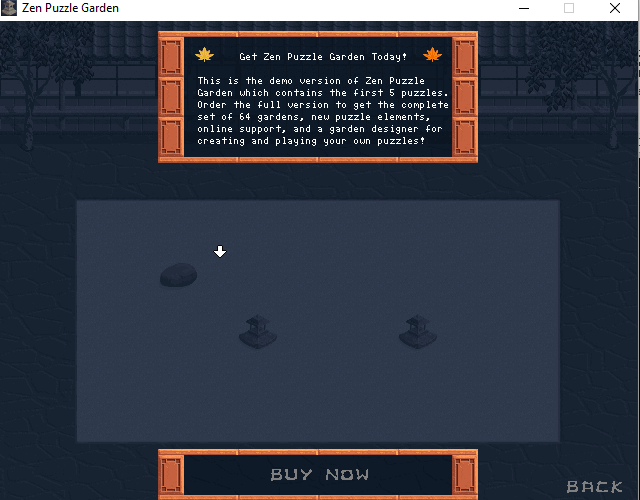 Zen Puzzle Garden
Get Zen Puzzle Garden Today!
This is the demo version of Zen Puzzle
Garden which contains the first 5 puzzles.
Order the full version to get the complete
set of 64 gardens, new puzzle elements,
online support, and a garden designer for
creating and playing your own puzzles!
BUY NOW
BACK